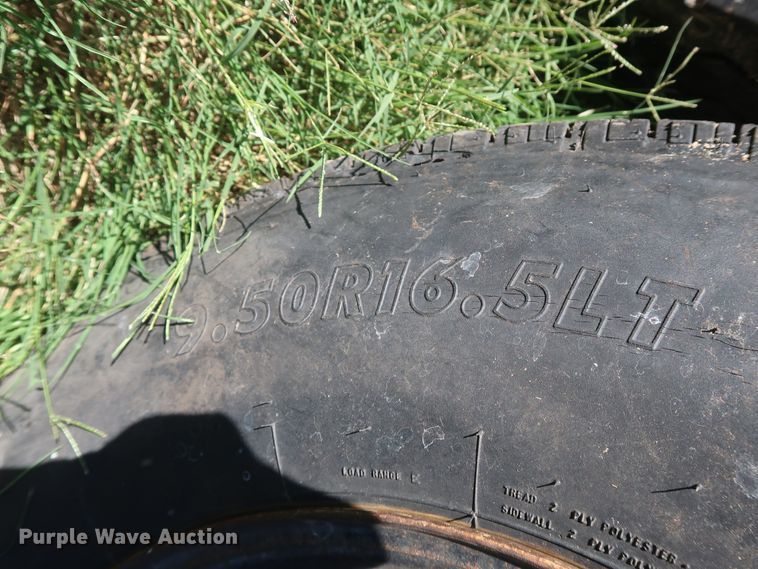 9.50R16.5LT
LOAD RANGE E
TREAD 2 PLY POLYESTER
SIDEWALL 2 PLY
Purple Wave Auction